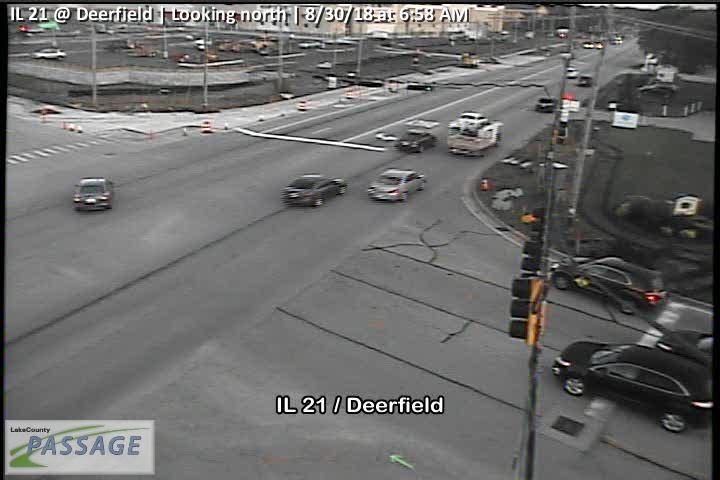 IL 21 @ Deerfield | Looking north | 8/30/18 at 6:58 AM
IL 21 / Deerfield
LakeCounty
PASSAGE